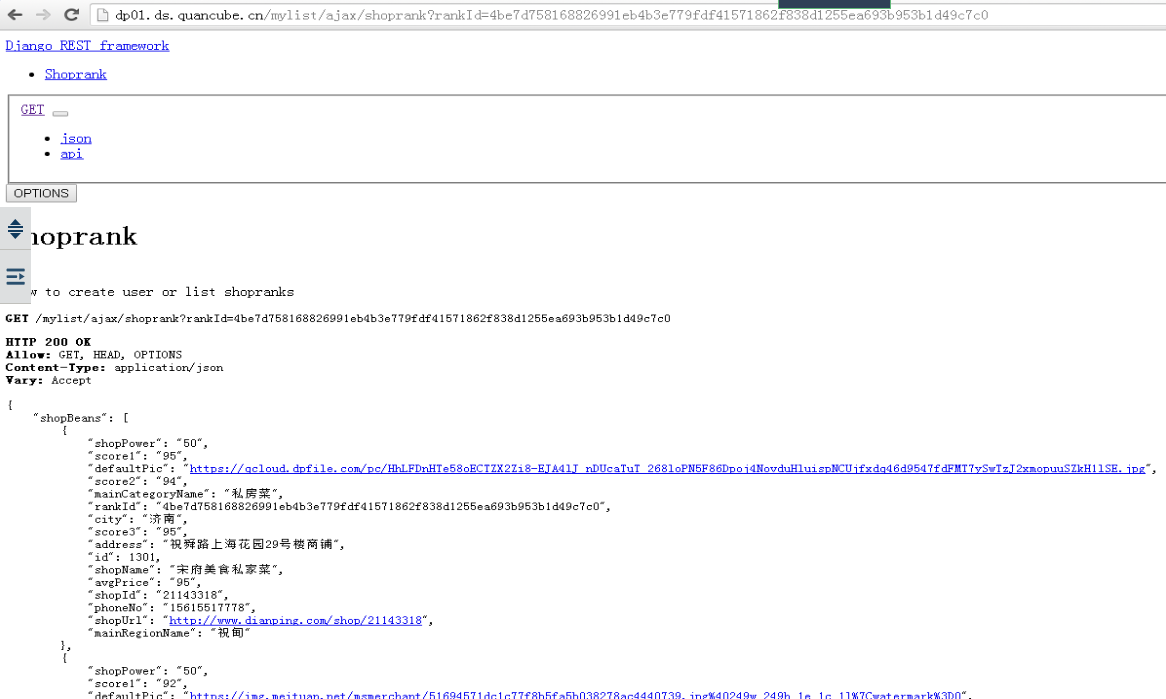 dp01.ds.quancube.cn/mylist/ajax/shoprank?rankId=4be7d758168826991eb4b3e779fdf41571862f838d1255ea693b953b1d49c7c0
Django REST framework
Shoprank
GET
json
api
OPTIONS
hoprank
w to create user or list shopranks
GET /mylist/ajax/shoprank?rankId=4be7d758168826991eb4b3e779fdf41571862f838d1255ea693b953b1d49c7c0
HTTP 200 OK
Allow: GET, HEAD, OPTIONS
Content-Type: application/json
Vary: Accept
{
"shopBeans": [
{
"shopPower": "50",
"score1": "95",
"defaultPic": "https://qcloud.dpfile.com/pc/HhLFDnHTe58oECTZX2Zi8-EJA4lJ_nDUcaTuT_268loPN5F86Dpoj4NovduHluispNCUjfxdq46d9547fdFMT7ySwTzJ2xmopuuSZkH1lSE.jpg",
"score2": "94",
"mainCategoryName": "私房菜",
"rankId": "4be7d758168826991eb4b3e779fdf41571862f838d1255ea693b953b1d49c7c0",
"city": "济南",
"score3": "95",
"address": "祝舜路上海花园29号楼商铺",
"id": 1301,
"shopName": "宋府美食私家菜",
"avgPrice": "95",
"shopId": "21143318",
"phoneNo": "15615517778",
"shopUrl": "http://www.dianping.com/shop/21143318",
"mainRegionName": "祝甸"
},
{
"shopPower": "50",
"score1": "92",
"defaultPic": "https://img.meituan.net/msmerchant/51694571dc1c77f8b5fa5b038278ac4440739.jpg%40249w_249h_1e_1c_1l%7Cwatermark%3D0",